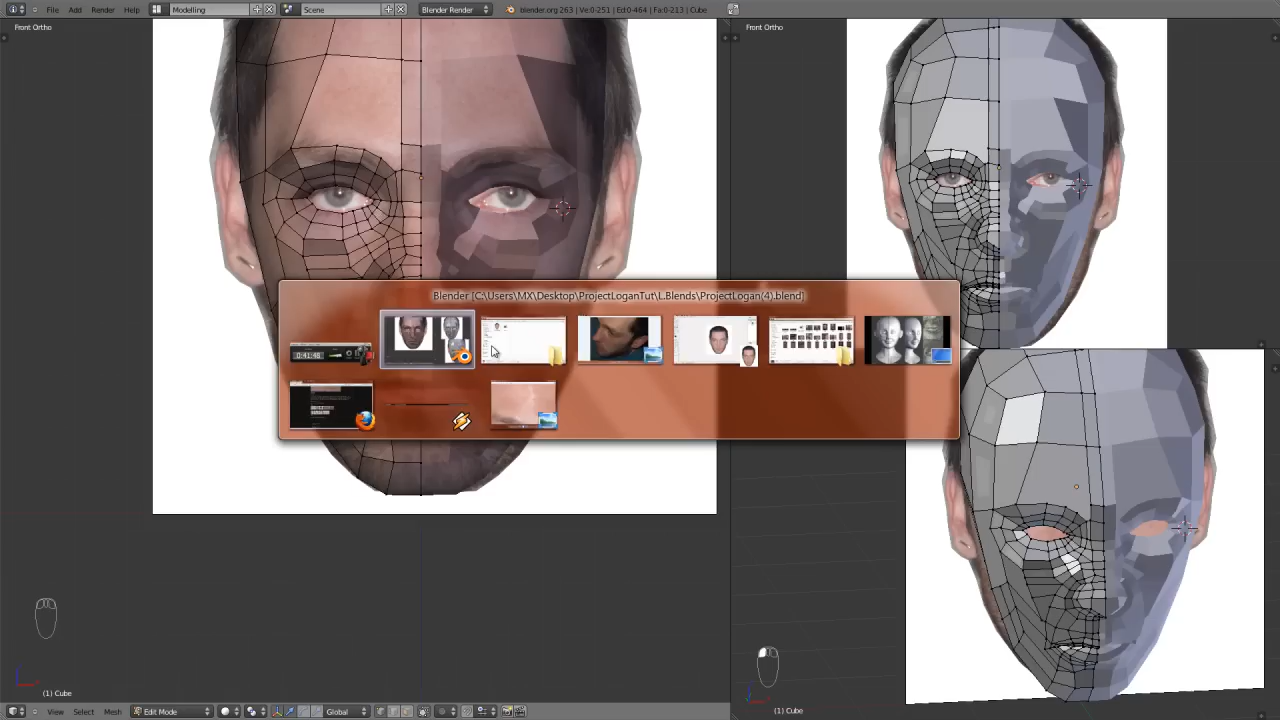 File Add Render Help Modelling Scene Blender Render blender.org 263 | Ve:0-251 | Ed:0-464 | Fa:0-213 | Cube
Front Ortho
Front Ortho
Blender [C:\Users\MX\Desktop\ProjectLoganTut\L.Blends\ProjectLogan(4).blend]
0:41:48
(1) Cube
(1) Cube
View Select Mesh Edit Mode Global